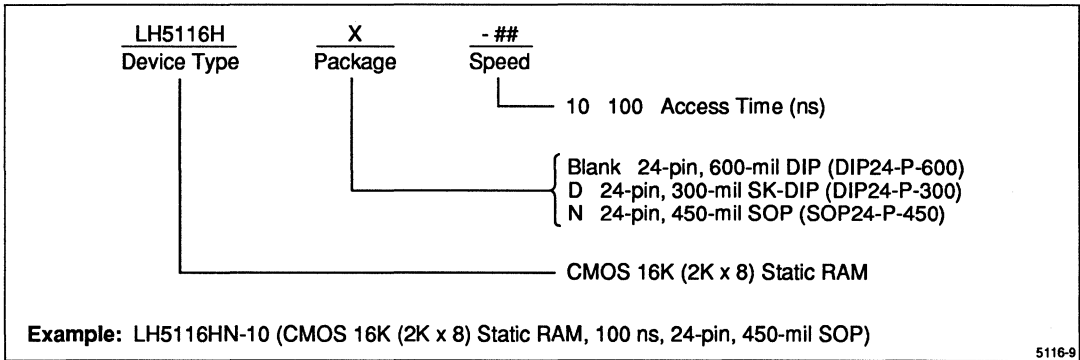 LH5116H X - ##
Device Type Package Speed
10 100 Access Time (ns)
Blank 24-pin, 600-mil DIP (DIP24-P-600)
D 24-pin, 300-mil SK-DIP (DIP24-P-300)
N 24-pin, 450-mil SOP (SOP24-P-450)
CMOS 16K (2K x 8) Static RAM
Example: LH5116HN-10 (CMOS 16K (2K x 8) Static RAM, 100 ns, 24-pin, 450-mil SOP)
5116-9